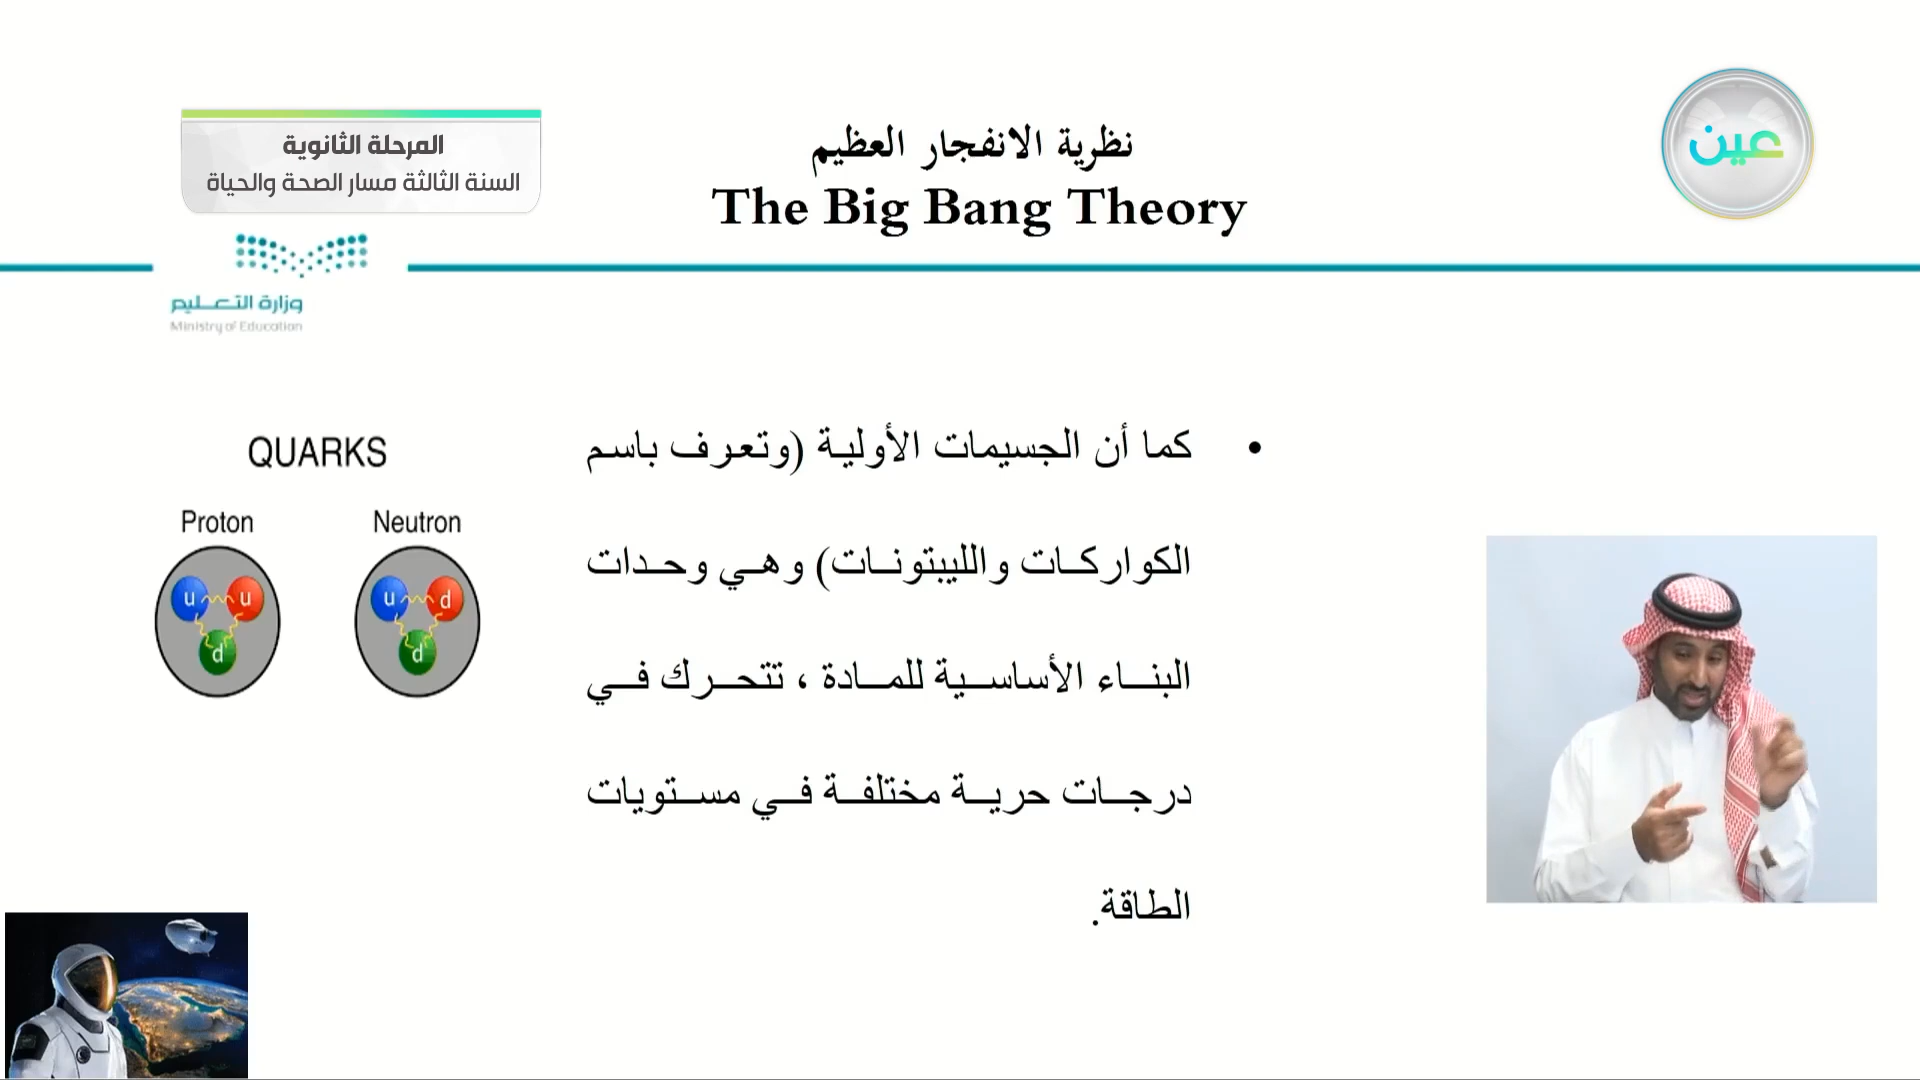 المرحلة الثانوية
السنة الثالثة مسار الصحة والحياة
نظرية الانفجار العظيم
The Big Bang Theory
عين
وزارة التعليم
Ministry of Education
• كما أن الجسيمات الأولية (وتعرف باسم
الكواركات والليبتونات) وهي وحدات
البناء الأساسية للمادة ، تتحرك في
درجات حرية مختلفة في مستويات
الطاقة.
QUARKS
Proton Neutron
u u u d
d d